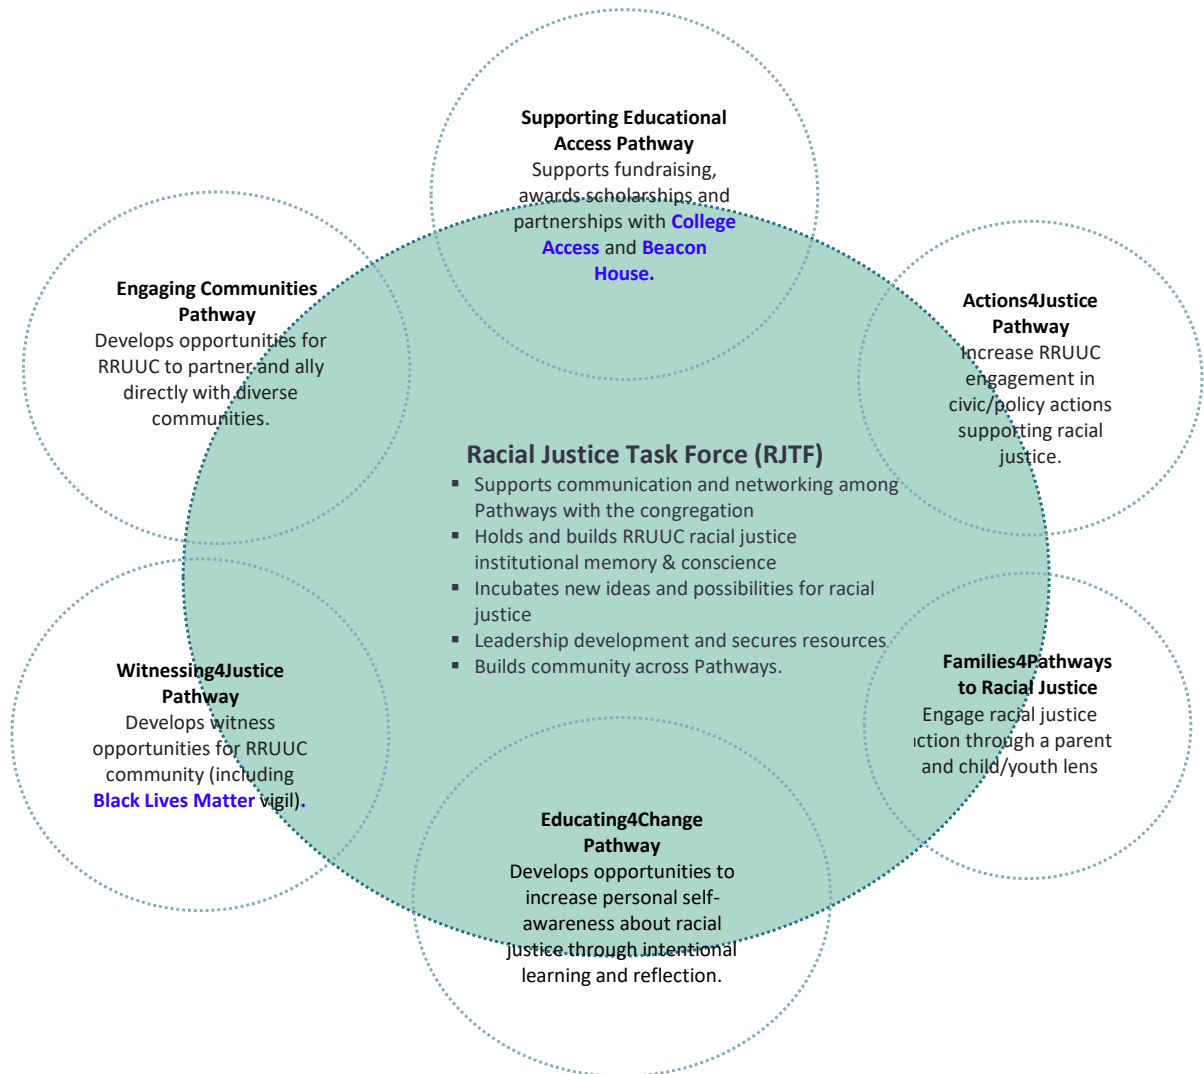 Supporting Educational
Access Pathway
Supports fundraising,
awards scholarships and
partnerships with College
Access and Beacon
House.
Engaging Communities
Pathway
Develops opportunities for
RRUUC to partner and ally
directly with diverse
communities.
Actions4Justice
Pathway
Increase RRUUC
engagement in
civic/policy actions
supporting racial
justice.
Racial Justice Task Force (RJTF)
▪ Supports communication and networking among
Pathways with the congregation
▪ Holds and builds RRUUC racial justice
institutional memory & conscience
▪ Incubates new ideas and possibilities for racial
justice
▪ Leadership development and secures resources
▪ Builds community across Pathways.
Witnessing4Justice
Pathway
Develops witness
opportunities for RRUUC
community (including
Black Lives Matter vigil).
Families4Pathways
to Racial Justice
Engage racial justice
action through a parent
and child/youth lens
Educating4Change
Pathway
Develops opportunities to
increase personal self-
awareness about racial
justice through intentional
learning and reflection.